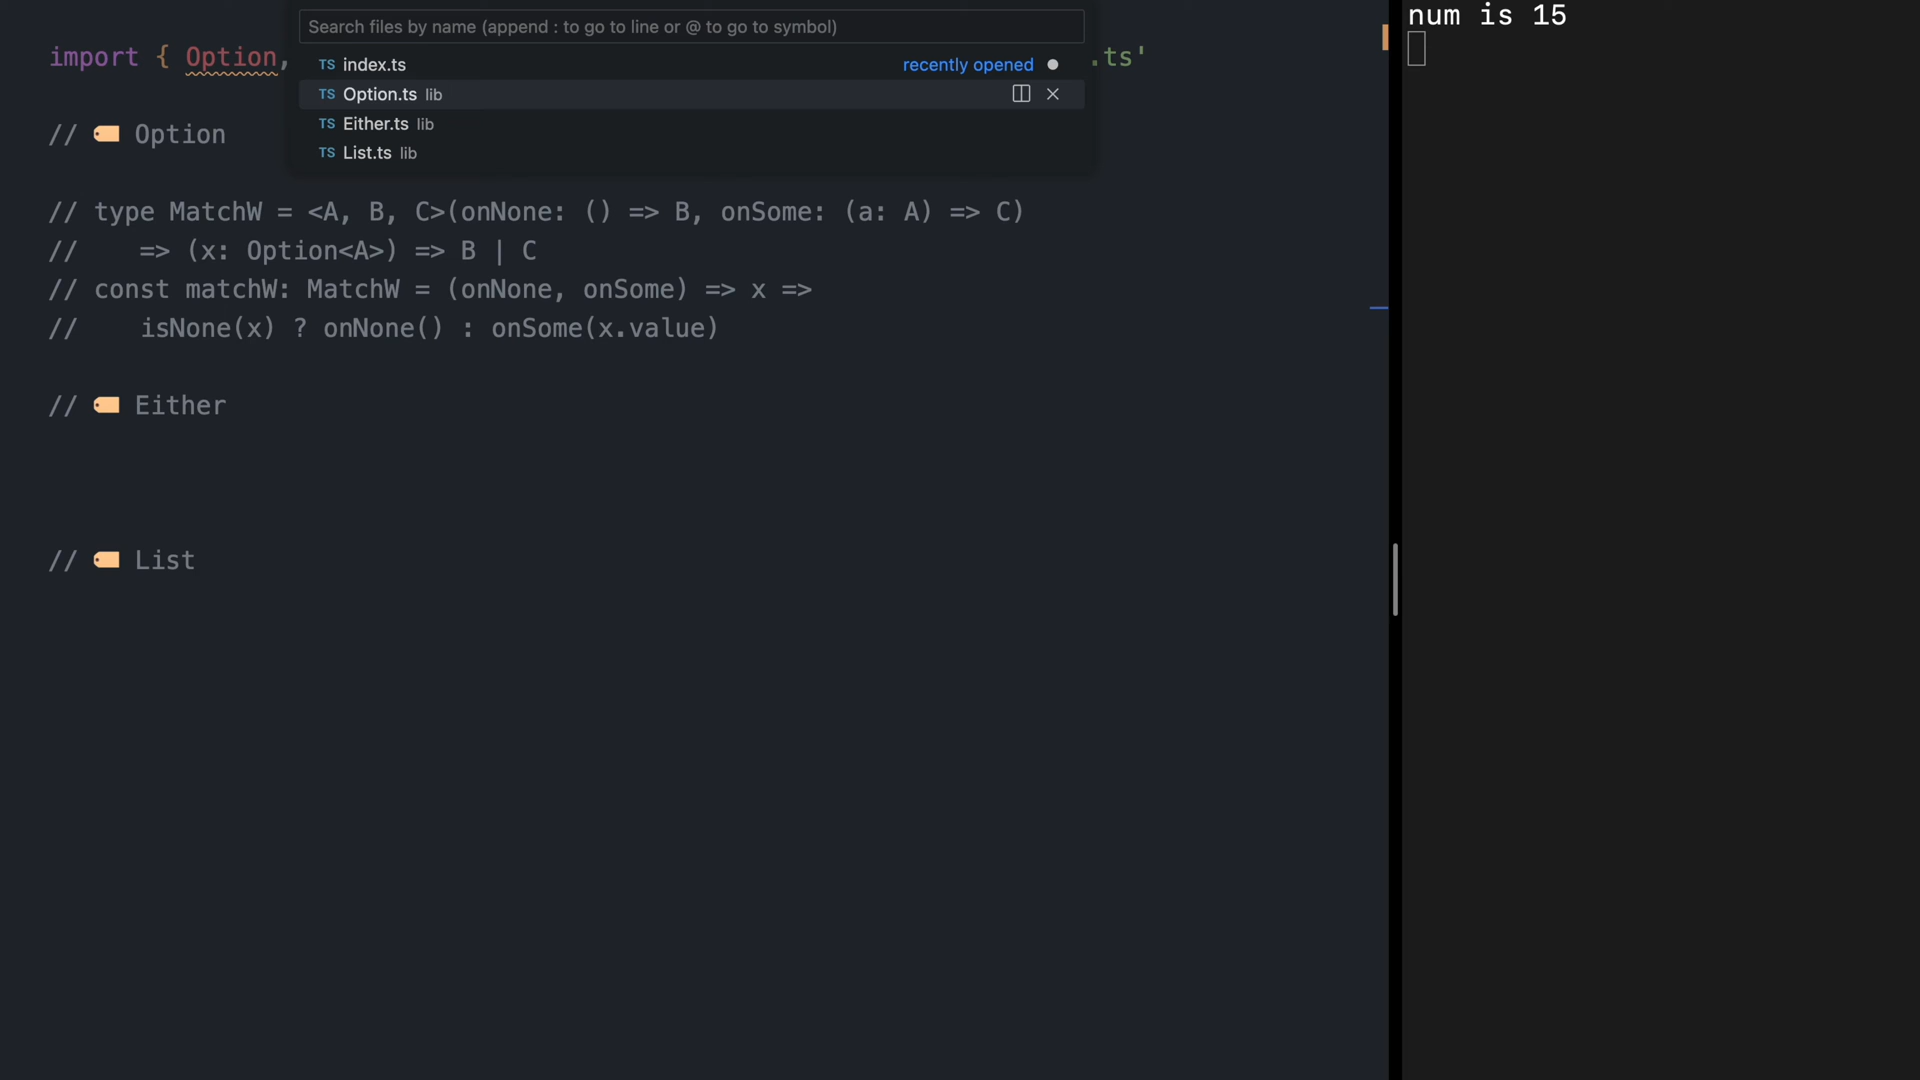 Search files by name (append : to go to line or @ to go to symbol)
TS index.ts recently opened
TS Option.ts lib
TS Either.ts lib
TS List.ts lib
import { Option, .ts'
// Option
// type MatchW = <A, B, C>(onNone: () => B, onSome: (a: A) => C)
// => (x: Option<A>) => B | C
// const matchW: MatchW = (onNone, onSome) => x =>
// isNone(x) ? onNone() : onSome(x.value)
// Either
// List
num is 15